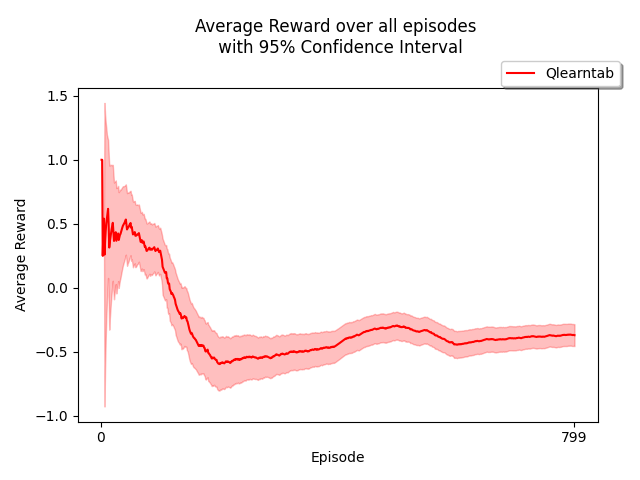 Average Reward over all episodes
with 95% Confidence Interval
Qlearntab
1.5
1.0
0.5
0.0
−0.5
−1.0
Average Reward
0
799
Episode